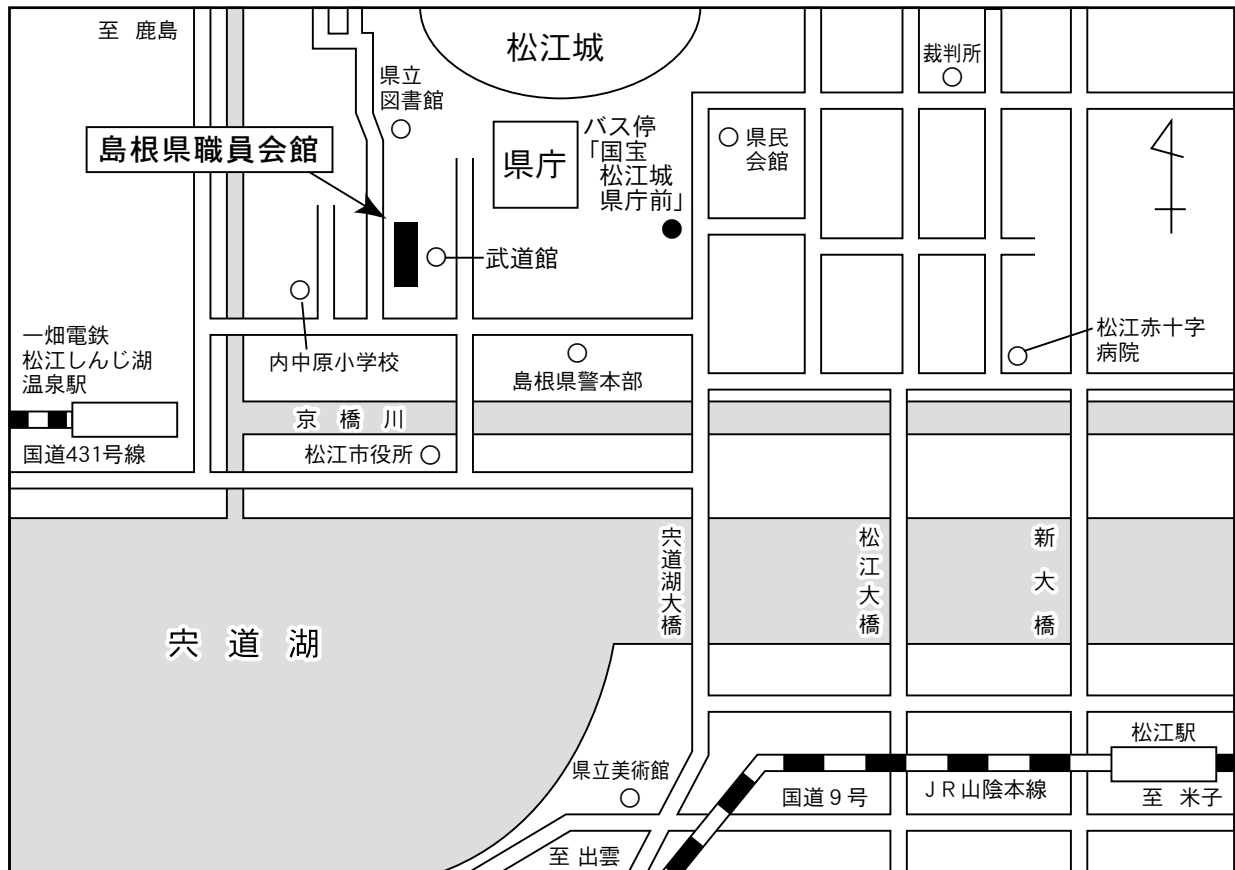 至 鹿島
松江城
裁判所
県立
図書館
島根県職員会館
県庁
バス停
「国宝
松江城
県庁前」
県民
会館
武道館
一畑電鉄
松江しんじ湖
温泉駅
内中原小学校
島根県警本部
松江赤十字
病院
京橋川
国道431号線
松江市役所
宍道湖大橋
松江大橋
新大橋
宍道湖
松江駅
県立美術館
国道9号
JR山陰本線
至 米子
至 出雲